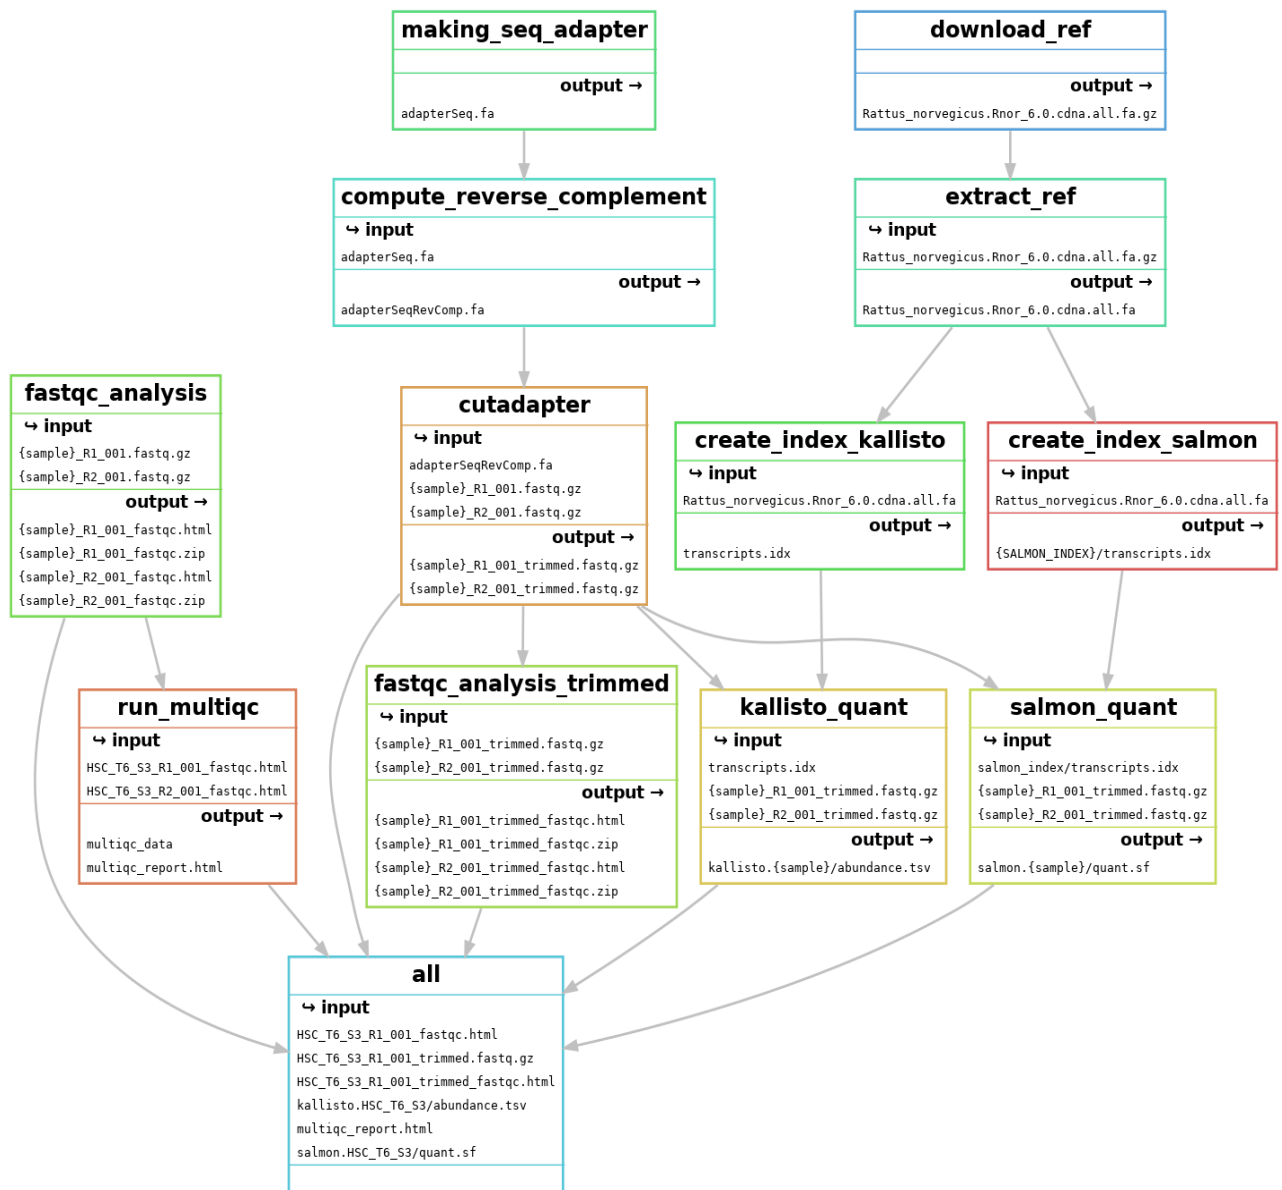 making_seq_adapter
output →
adapterSeq.fa
download_ref
output →
Rattus_norvegicus.Rnor_6.0.cdna.all.fa.gz
compute_reverse_complement
↪ input
adapterSeq.fa
output →
adapterSeqRevComp.fa
extract_ref
↪ input
Rattus_norvegicus.Rnor_6.0.cdna.all.fa.gz
output →
Rattus_norvegicus.Rnor_6.0.cdna.all.fa
fastqc_analysis
↪ input
{sample}_R1_001.fastq.gz
{sample}_R2_001.fastq.gz
output →
{sample}_R1_001_fastqc.html
{sample}_R1_001_fastqc.zip
{sample}_R2_001_fastqc.html
{sample}_R2_001_fastqc.zip
cutadapter
↪ input
adapterSeqRevComp.fa
{sample}_R1_001.fastq.gz
{sample}_R2_001.fastq.gz
output →
{sample}_R1_001_trimmed.fastq.gz
{sample}_R2_001_trimmed.fastq.gz
create_index_kallisto
↪ input
Rattus_norvegicus.Rnor_6.0.cdna.all.fa
output →
transcripts.idx
create_index_salmon
↪ input
Rattus_norvegicus.Rnor_6.0.cdna.all.fa
output →
{SALMON_INDEX}/transcripts.idx
run_multiqc
↪ input
HSC_T6_S3_R1_001_fastqc.html
HSC_T6_S3_R2_001_fastqc.html
output →
multiqc_data
multiqc_report.html
fastqc_analysis_trimmed
↪ input
{sample}_R1_001_trimmed.fastq.gz
{sample}_R2_001_trimmed.fastq.gz
output →
{sample}_R1_001_trimmed_fastqc.html
{sample}_R1_001_trimmed_fastqc.zip
{sample}_R2_001_trimmed_fastqc.html
{sample}_R2_001_trimmed_fastqc.zip
kallisto_quant
↪ input
transcripts.idx
{sample}_R1_001_trimmed.fastq.gz
{sample}_R2_001_trimmed.fastq.gz
output →
kallisto.{sample}/abundance.tsv
salmon_quant
↪ input
salmon_index/transcripts.idx
{sample}_R1_001_trimmed.fastq.gz
{sample}_R2_001_trimmed.fastq.gz
output →
salmon.{sample}/quant.sf
all
↪ input
HSC_T6_S3_R1_001_fastqc.html
HSC_T6_S3_R1_001_trimmed.fastq.gz
HSC_T6_S3_R1_001_trimmed_fastqc.html
kallisto.HSC_T6_S3/abundance.tsv
multiqc_report.html
salmon.HSC_T6_S3/quant.sf